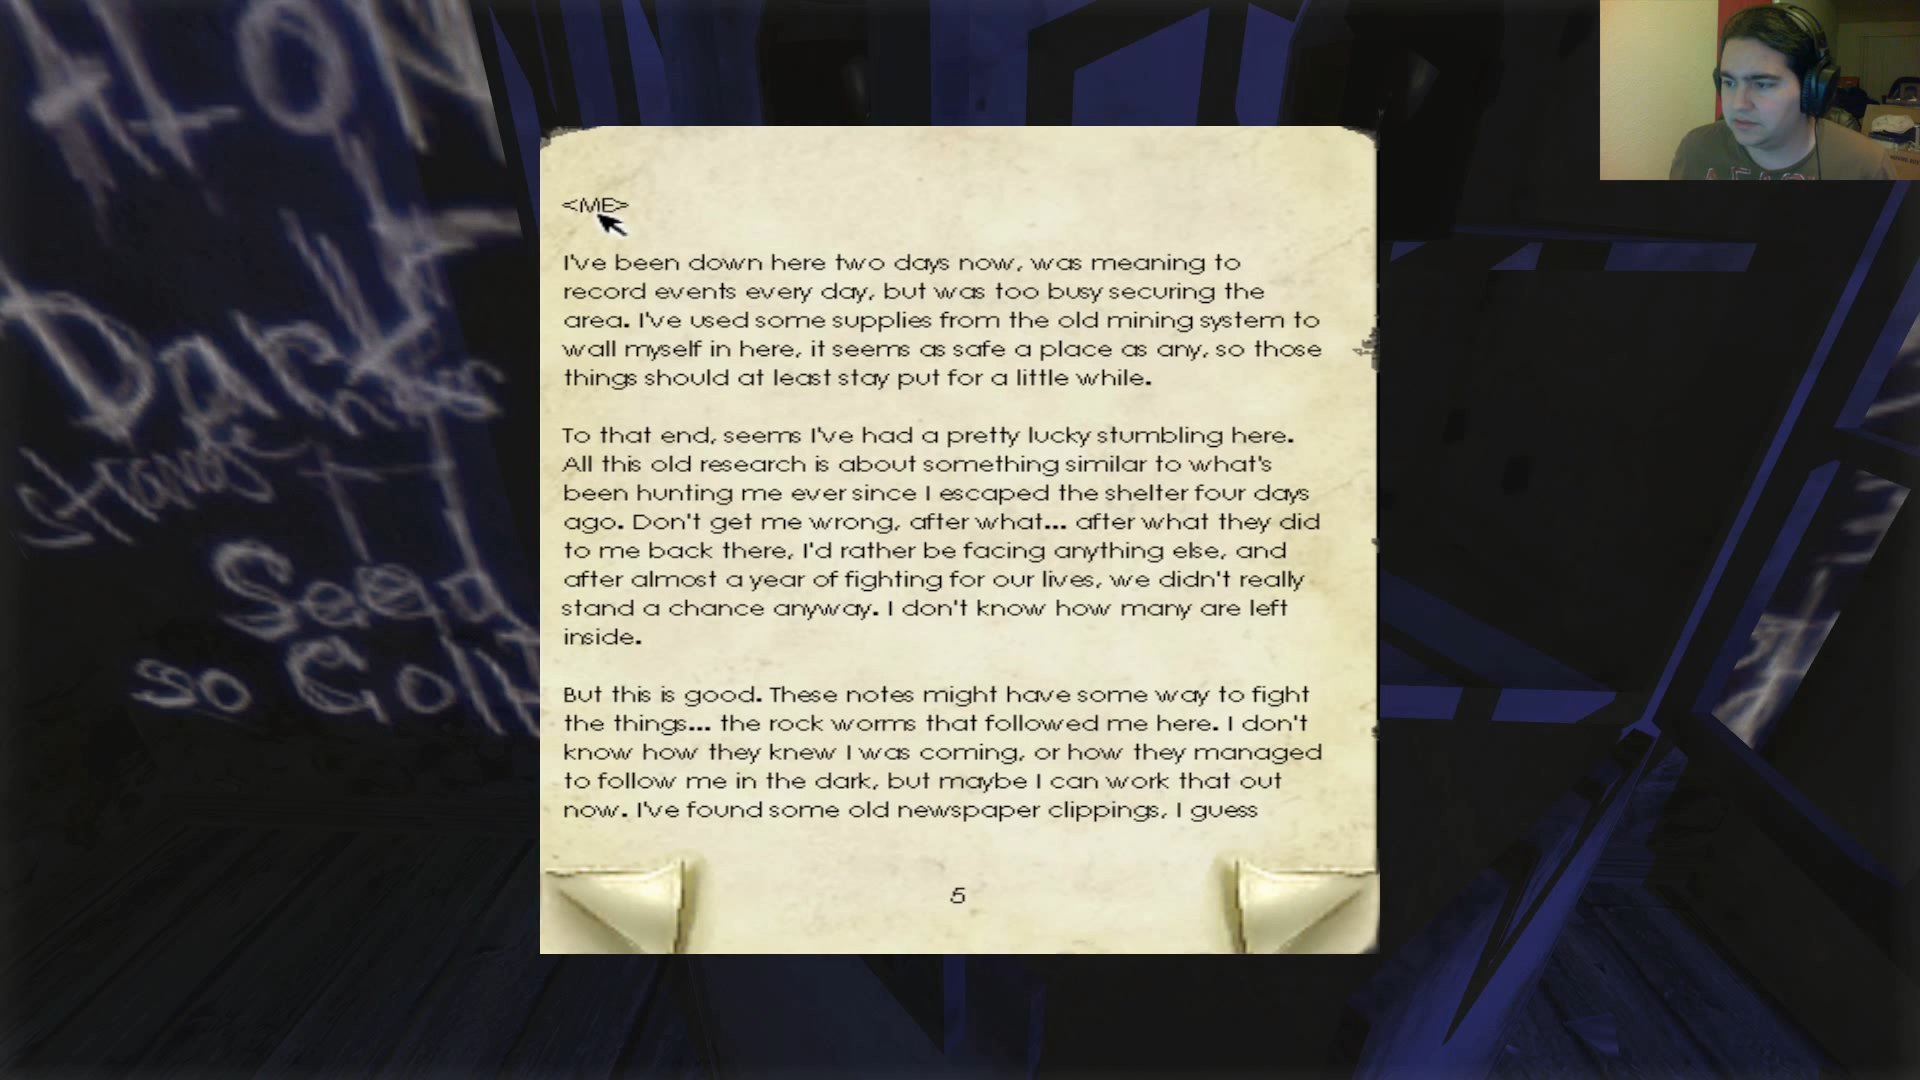 <ME>
I've been down here two days now, was meaning to
record events every day, but was too busy securing the
area. I've used some supplies from the old mining system to
wall myself in here, it seems as safe a place as any, so those
things should at least stay put for a little while.
To that end, seems I've had a pretty lucky stumbling here.
All this old research is about something similar to what's
been hunting me ever since I escaped the shelter four days
ago. Don't get me wrong, after what... after what they did
to me back there, I'd rather be facing anything else, and
after almost a year of fighting for our lives, we didn't really
stand a chance anyway. I don't know how many are left
inside.
But this is good. These notes might have some way to fight
the things... the rock worms that followed me here. I don't
know how they knew I was coming, or how they managed
to follow me in the dark, but maybe I can work that out
now. I've found some old newspaper clippings, I guess
5
Dark
strange
Seed
so Cold